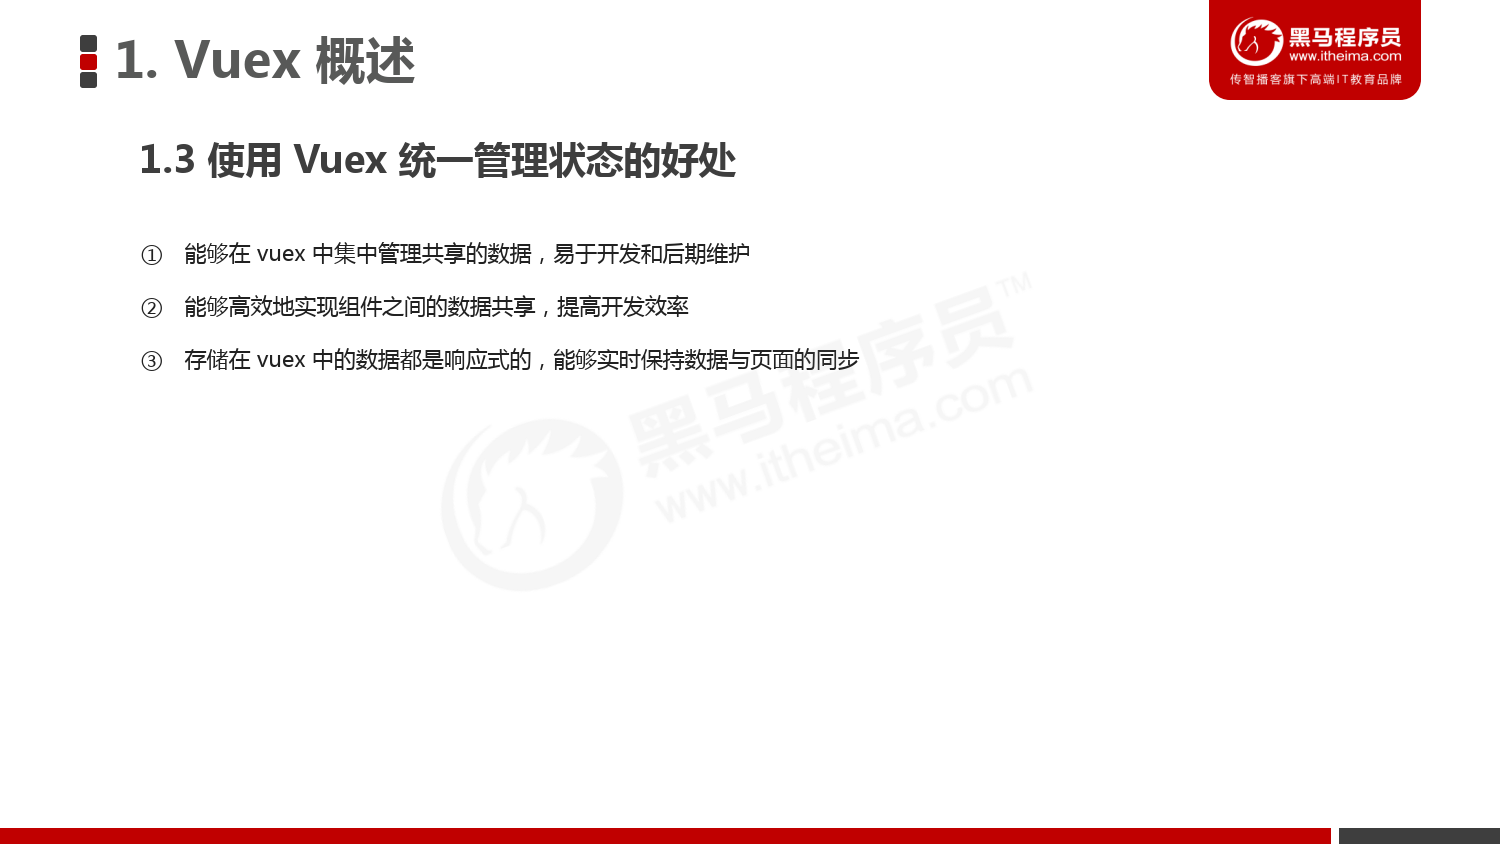 1. Vuex 概述
黑马程序员
www.itheima.com
传智播客旗下高端IT教育品牌
1.3 使用 Vuex 统一管理状态的好处
① 能够在 vuex 中集中管理共享的数据，易于开发和后期维护
② 能够高效地实现组件之间的数据共享，提高开发效率
③ 存储在 vuex 中的数据都是响应式的，能够实时保持数据与页面的同步
黑马程序员™
www.itheima.com